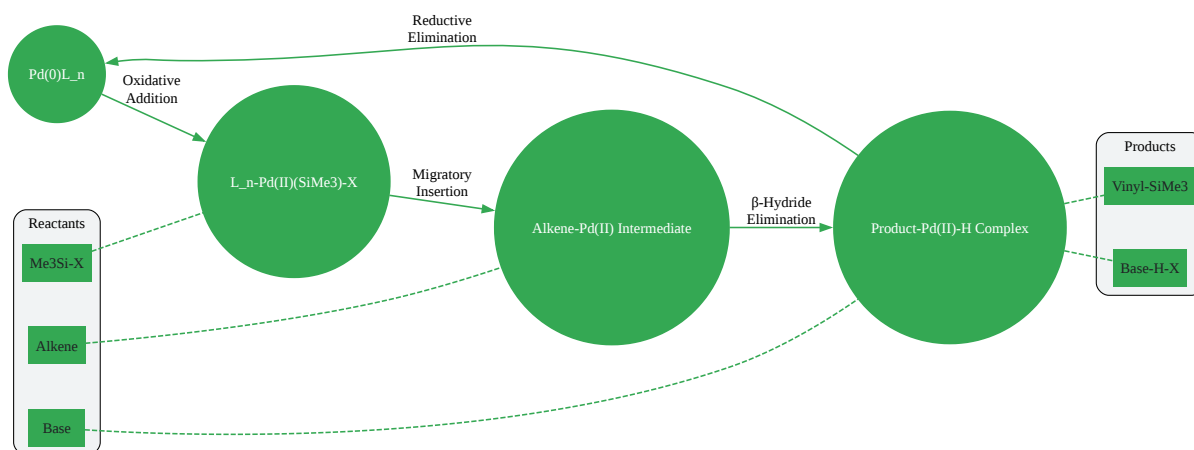 Reductive
Elimination
Pd(0)L_n
Oxidative
Addition
L_n-Pd(II)(SiMe3)-X
Migratory
Insertion
Alkene-Pd(II) Intermediate
β-Hydride
Elimination
Product-Pd(II)-H Complex
Products
Vinyl-SiMe3
Base-H-X
Reactants
Me3Si-X
Alkene
Base